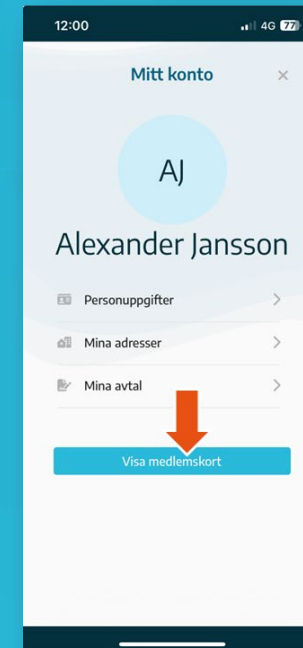 12:00
4G 77
Mitt konto
AJ
Alexander Jansson
Personuppgifter
Mina adresser
Mina avtal
Visa medlemskort